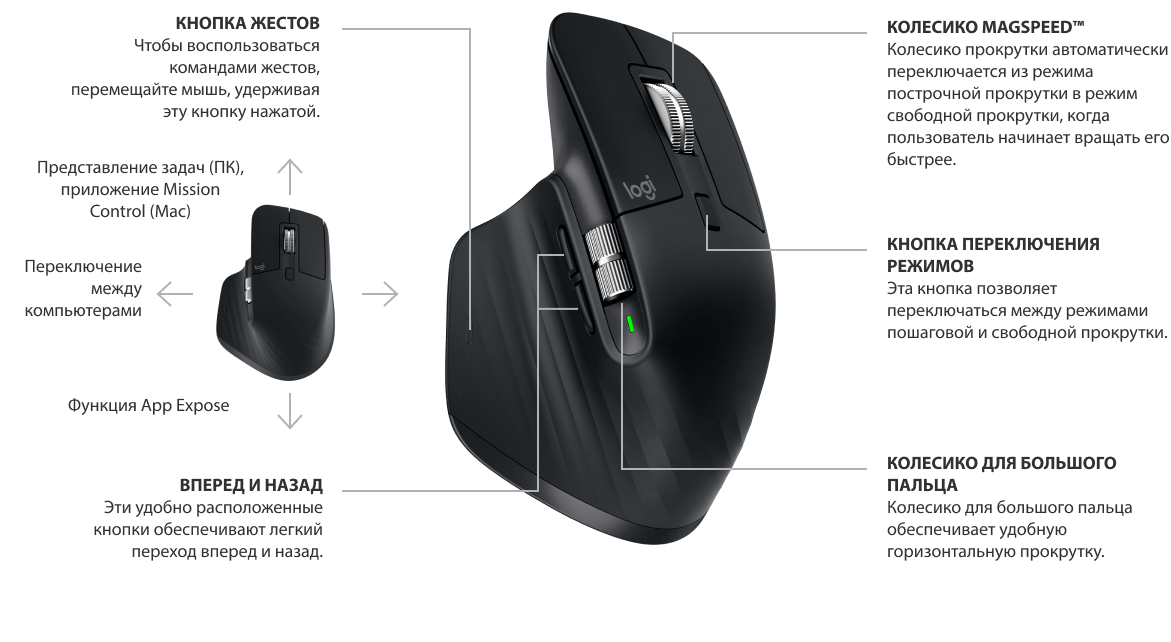 КНОПКА ЖЕСТОВ
Чтобы воспользоваться
командами жестов,
перемещайте мышь, удерживая
эту кнопку нажатой.
Представление задач (ПК),
приложение Mission
Control (Mac)
Переключение
между
компьютерами
Функция App Expose
ВПЕРЕД И НАЗАД
Эти удобно расположенные
кнопки обеспечивают легкий
переход вперед и назад.
logi
logi
КОЛЕСИКО MAGSPEED™
Колесико прокрутки автоматически
переключается из режима
построчной прокрутки в режим
свободной прокрутки, когда
пользователь начинает вращать его
быстрее.
КНОПКА ПЕРЕКЛЮЧЕНИЯ
РЕЖИМОВ
Эта кнопка позволяет
переключаться между режимами
пошаговой и свободной прокрутки.
КОЛЕСИКО ДЛЯ БОЛЬШОГО
ПАЛЬЦА
Колесико для большого пальца
обеспечивает удобную
горизонтальную прокрутку.